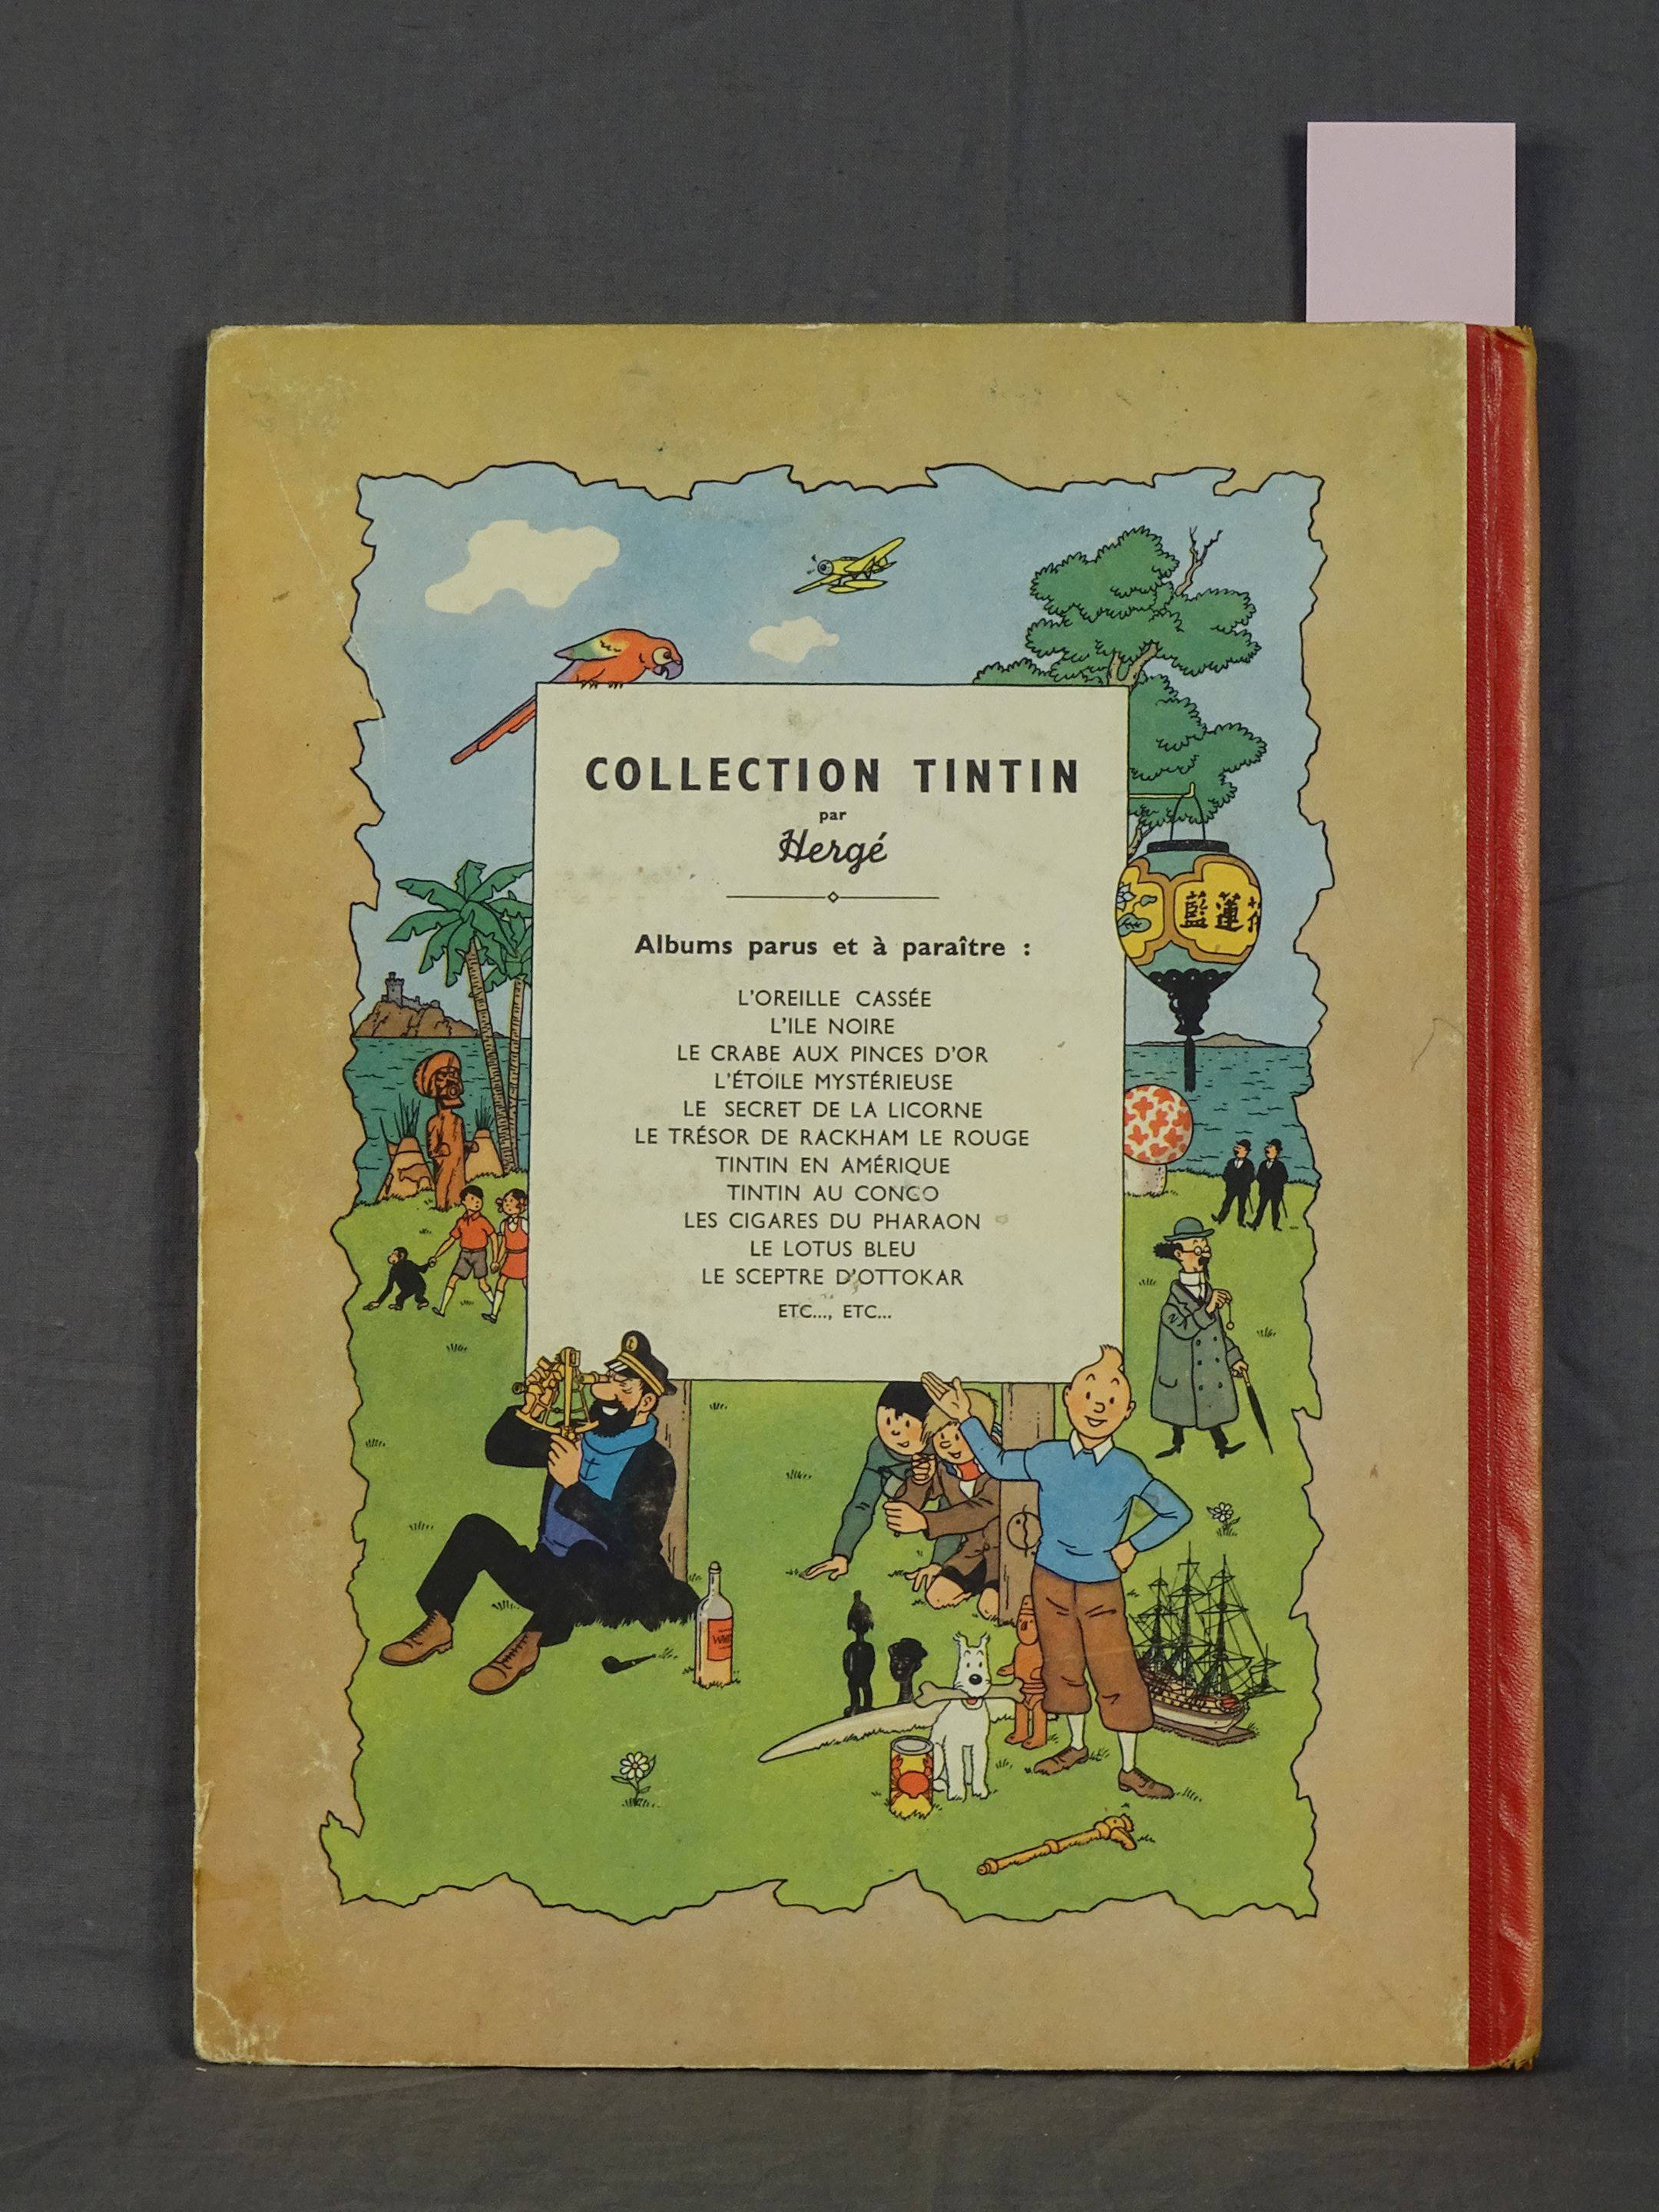 COLLECTION TINTIN
par
Hergé
Albums parus et à paraître :
L'OREILLE CASSÉE
L'ILE NOIRE
LE CRABE AUX PINCES D'OR
L'ÉTOILE MYSTÉRIEUSE
LE SECRET DE LA LICORNE
LE TRÉSOR DE RACKHAM LE ROUGE
TINTIN EN AMÉRIQUE
TINTIN AU CONGO
LES CIGARES DU PHARAON
LE LOTUS BLEU
LE SCEPTRE D'OTTOKAR
ETC..., ETC...
藍蓮